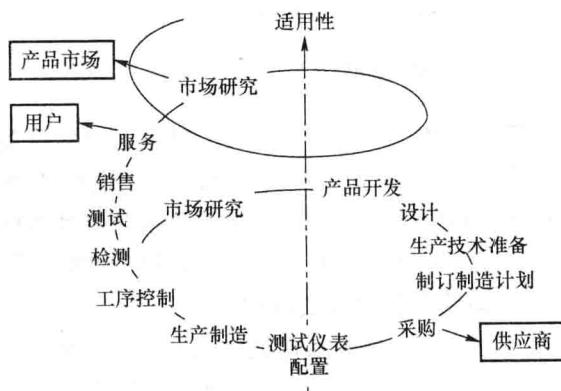 适用性
产品市场
市场研究
用户
服务
销售
市场研究
产品开发
测试
设计
检测
生产技术准备
制订制造计划
工序控制
生产制造
测试仪表
配置
采购
供应商